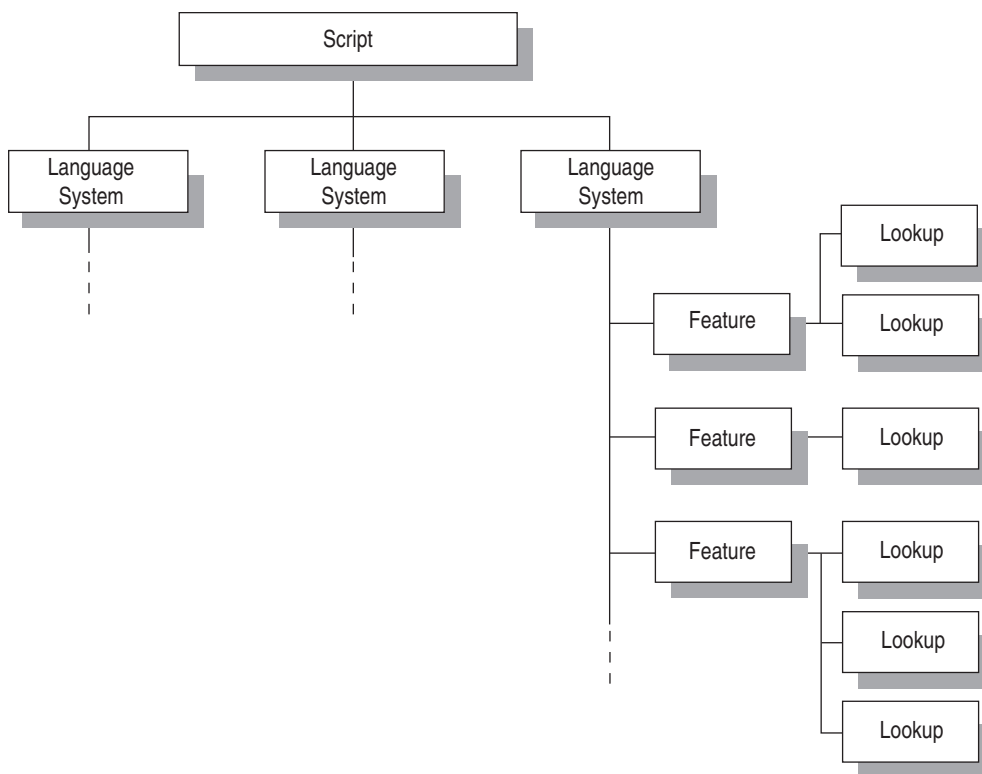 Script
Language
System
Language
System
Language
System
Lookup
Feature
Lookup
Feature
Lookup
Feature
Lookup
Lookup
Lookup